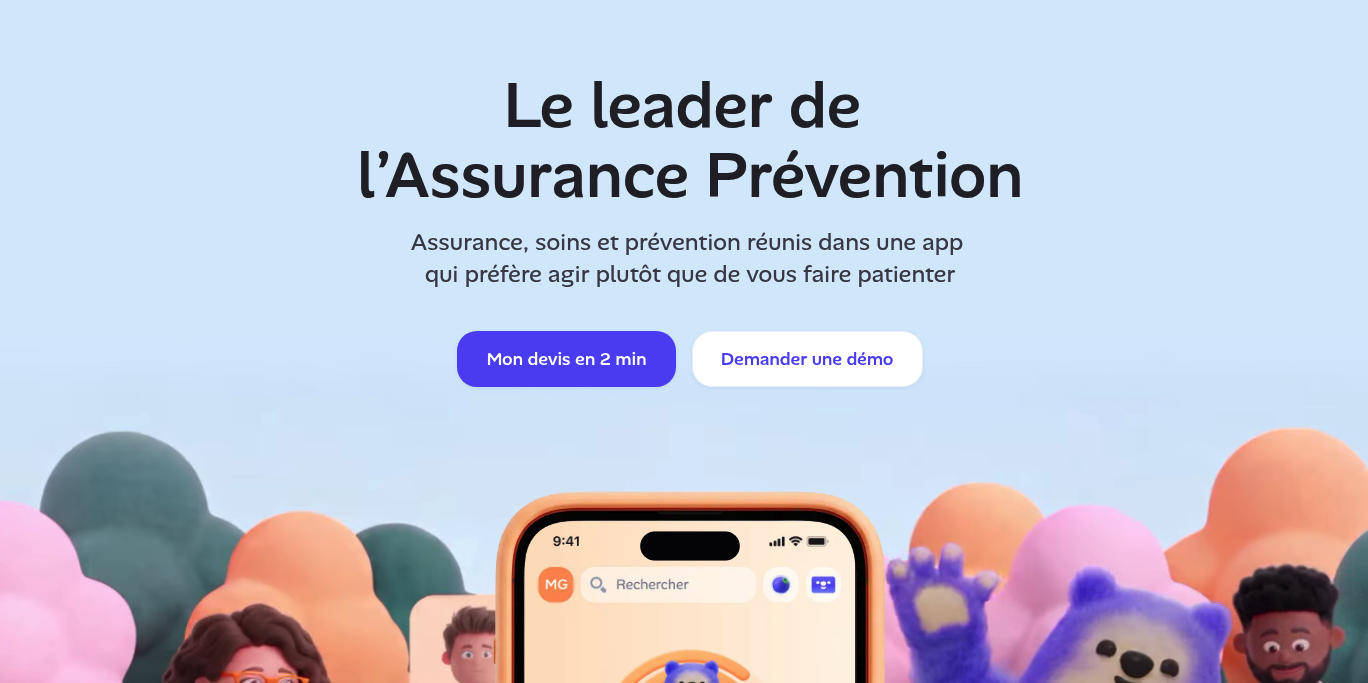 Le leader de
l’Assurance Prévention
Assurance, soins et prévention réunis dans une app
qui préfère agir plutôt que de vous faire patienter
Mon devis en 2 min
Demander une démo
9:41
MG
Rechercher